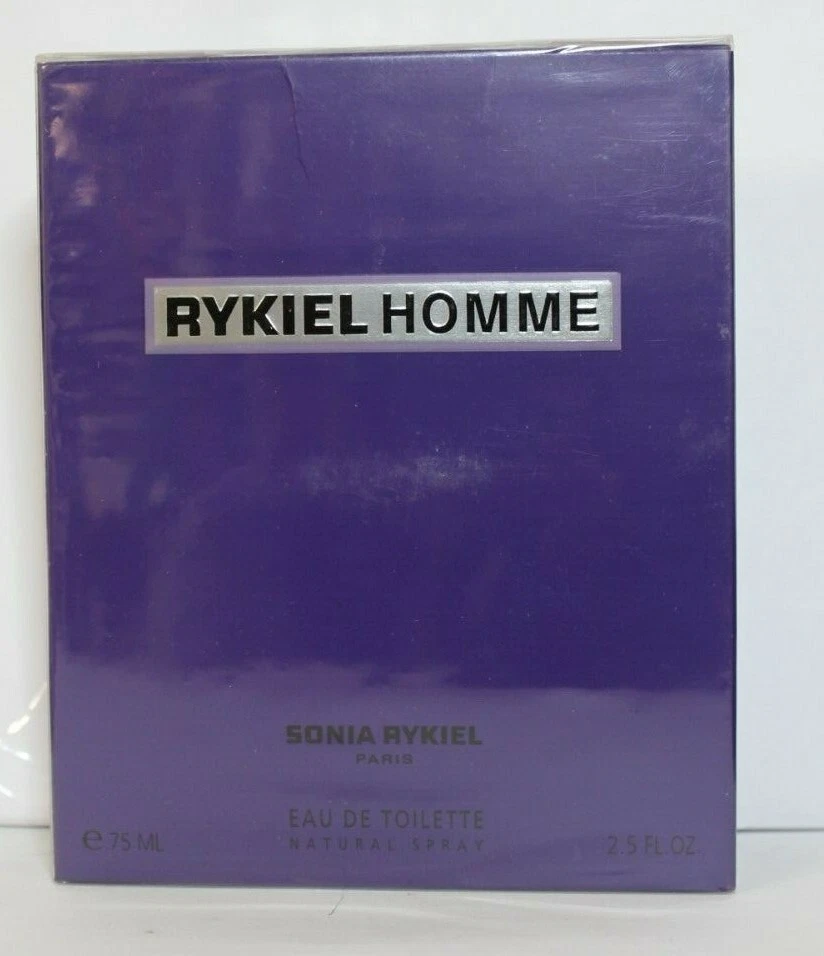 RYKIEL HOMME
SONIA RYKIEL
PARIS
EAU DE TOILETTE
NATURAL SPRAY
℮ 75 ML
2.5 FL OZ